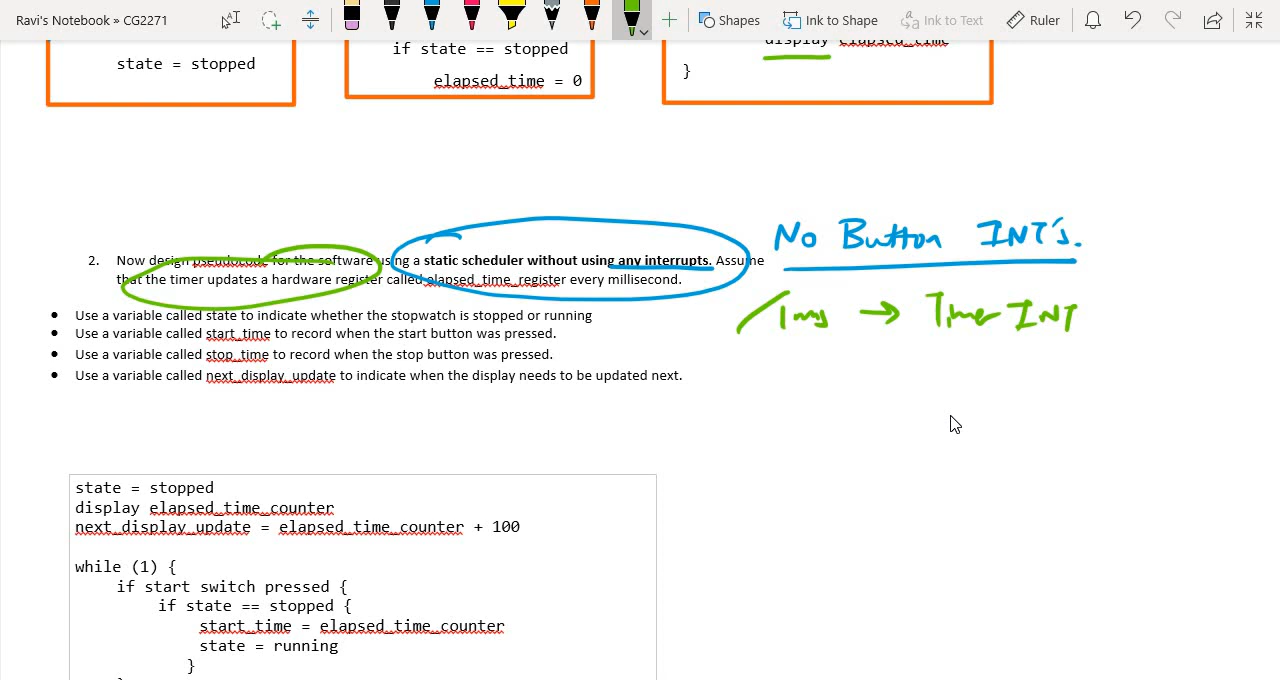 Ravi's Notebook » CG2271
Shapes
Ink to Shape
Ink to Text
Ruler
state = stopped
if state == stopped
elapsed_time = 0
display elapsed_time
}
No Button INT's.
2. Now design pseudocode for the software using a static scheduler without using any interrupts. Assume
that the timer updates a hardware register called elapsed_time_register every millisecond.
/1ms → Timer INT
• Use a variable called state to indicate whether the stopwatch is stopped or running
• Use a variable called start_time to record when the start button was pressed.
• Use a variable called stop_time to record when the stop button was pressed.
• Use a variable called next_display_update to indicate when the display needs to be updated next.
state = stopped
display elapsed_time_counter
next_display_update = elapsed_time_counter + 100
while (1) {
if start switch pressed {
if state == stopped {
start_time = elapsed_time_counter
state = running
}